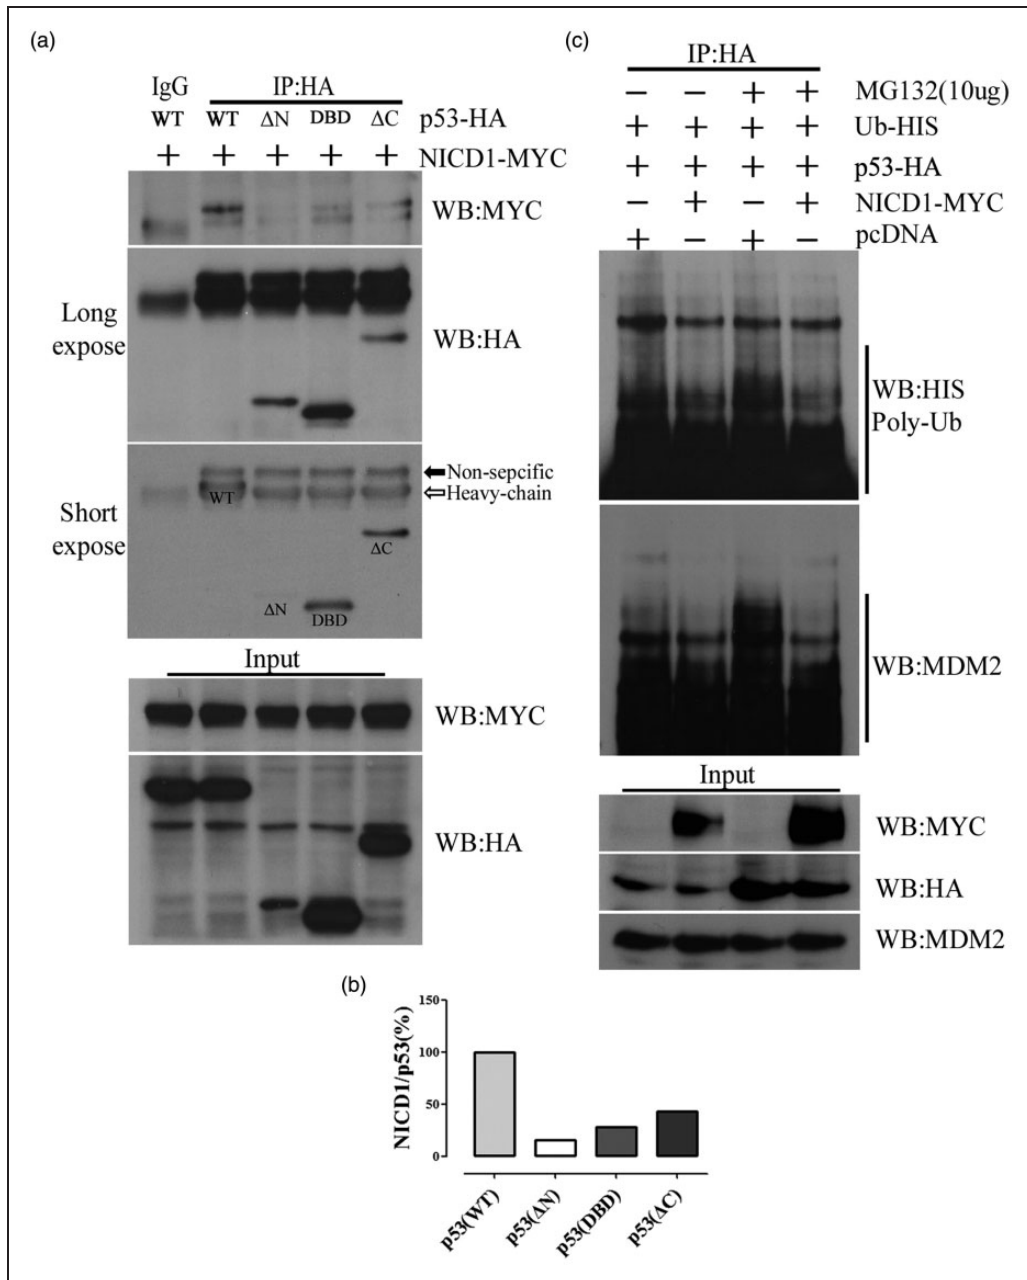 (a)
IgG IP:HA
WT WT ΔN DBD ΔC p53-HA
+ + + + + NICD1-MYC
WB:MYC
Long
expose
WB:HA
Short
expose
Non-sepcific
Heavy-chain
WT
ΔC
ΔN
DBD
Input
WB:MYC
WB:HA
(c)
IP:HA
− − + + MG132(10ug)
+ + + + Ub-HIS
+ + + + p53-HA
− + − + NICD1-MYC
+ − + − pcDNA
WB:HIS
Poly-Ub
WB:MDM2
Input
WB:MYC
WB:HA
WB:MDM2
(b)
NICD1/p53(%)
150
100
50
0
p53(WT)
p53(ΔN)
p53(DBD)
p53(ΔC)